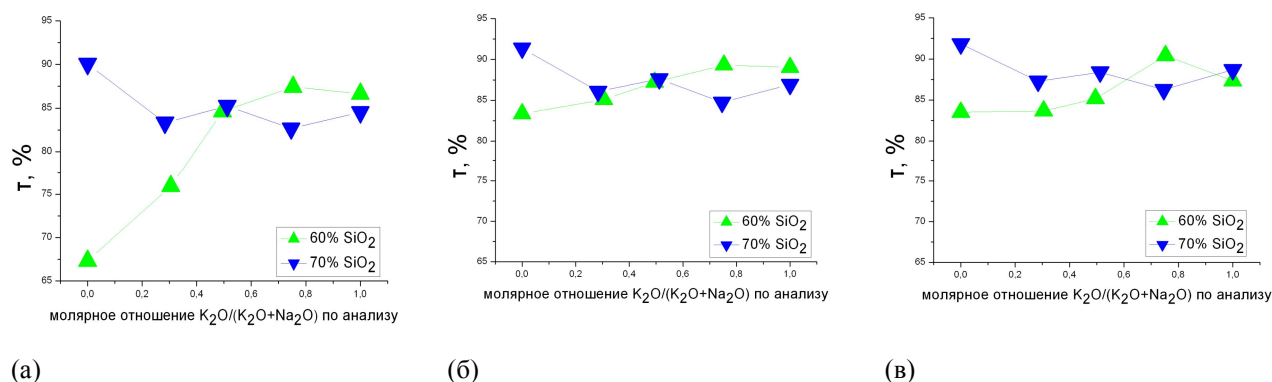 95
90
85
80
75
70
65
T, %
60% SiO₂
70% SiO₂
0,0 0,2 0,4 0,6 0,8 1,0
молярное отношение K₂O/(K₂O+Na₂O) по анализу
(а)
95
90
85
80
75
70
65
T, %
60% SiO₂
70% SiO₂
0,0 0,2 0,4 0,6 0,8 1,0
молярное отношение K₂O/(K₂O+Na₂O) по анализу
(б)
95
90
85
80
75
70
65
T, %
60% SiO₂
70% SiO₂
0,0 0,2 0,4 0,6 0,8 1,0
молярное отношение K₂O/(K₂O+Na₂O) по анализу
(в)